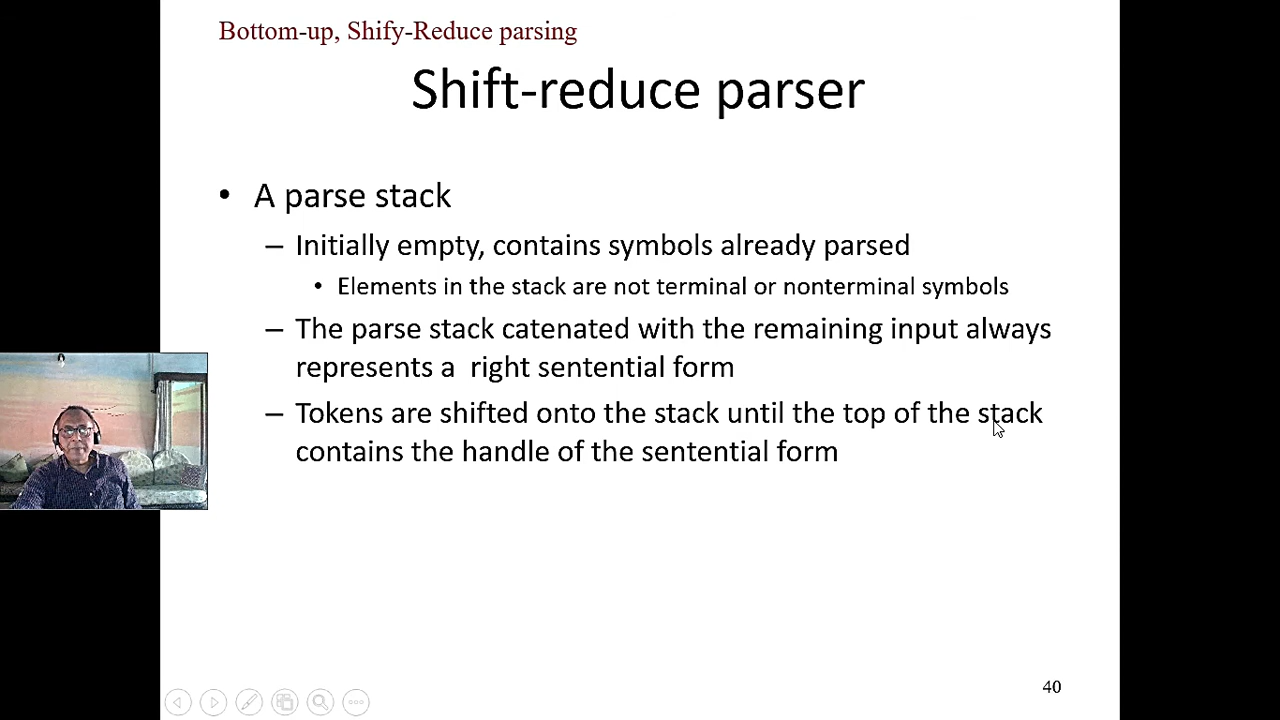 Bottom-up, Shify-Reduce parsing
Shift-reduce parser
• A parse stack
– Initially empty, contains symbols already parsed
• Elements in the stack are not terminal or nonterminal symbols
– The parse stack catenated with the remaining input always
represents a right sentential form
– Tokens are shifted onto the stack until the top of the stack
contains the handle of the sentential form
40